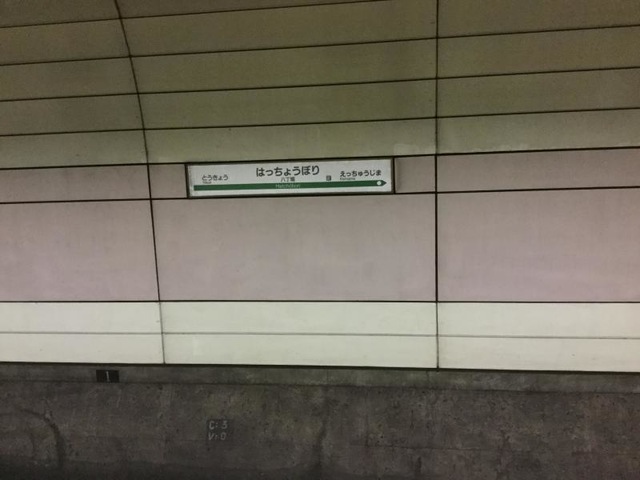 はっちょうぼり
とうきょう
えっちゅうじま
八丁堀
Hatchōbori
1
C: 3
V: 0